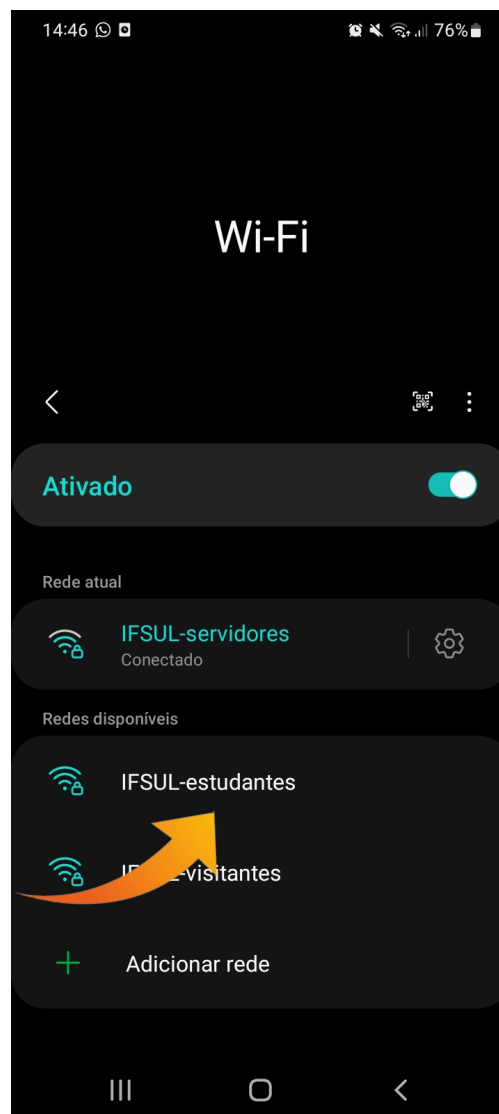 14:46 76%
Wi-Fi
Ativado
Rede atual
IFSUL-servidores
Conectado
Redes disponíveis
IFSUL-estudantes
-visitantes
Adicionar rede